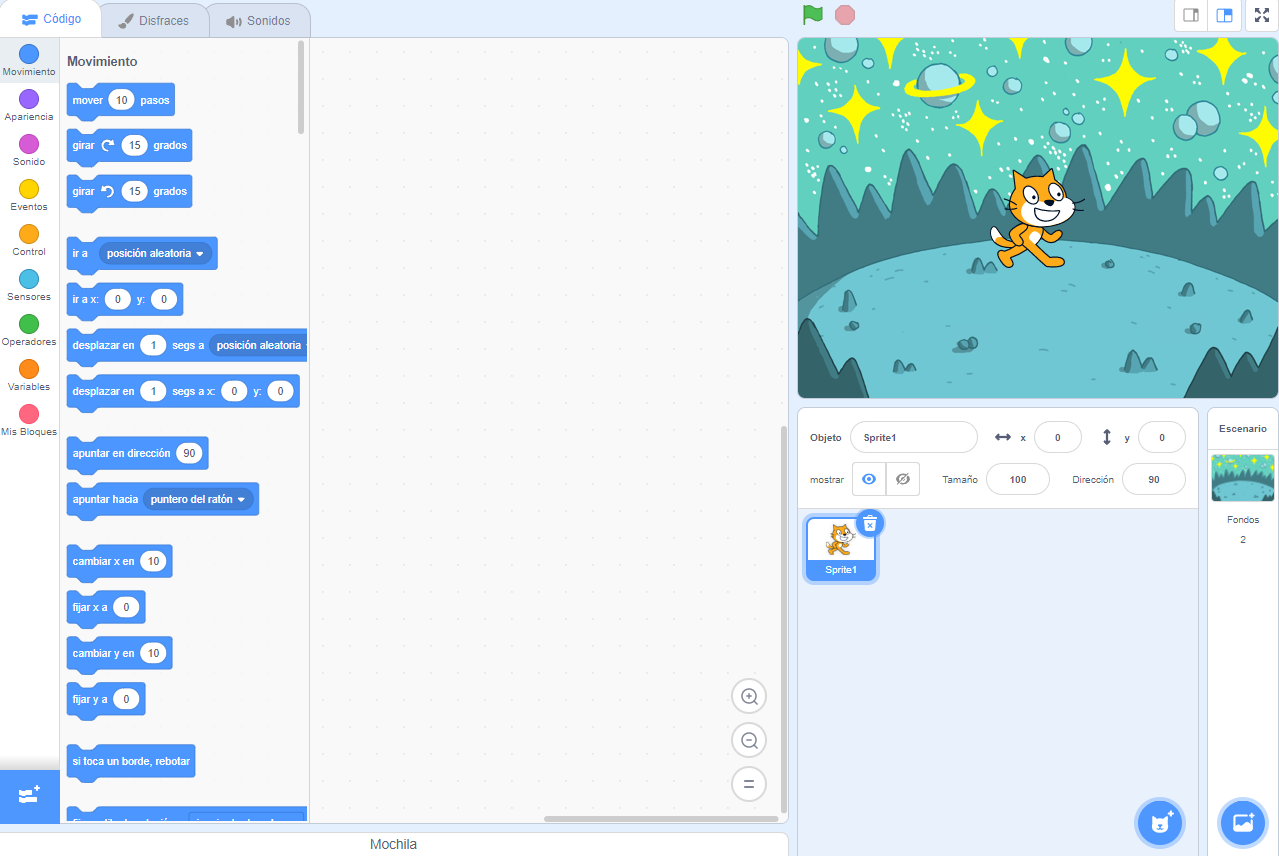 Código
Disfraces
Sonidos
Movimiento
Apariencia
Sonido
Eventos
Control
Sensores
Operadores
Variables
Mis Bloques
Movimiento
mover 10 pasos
girar 15 grados
girar 15 grados
ir a posición aleatoria
ir a x: 0 y: 0
desplazar en 1 segs a posición aleatoria
desplazar en 1 segs a x: 0 y: 0
apuntar en dirección 90
apuntar hacia puntero del ratón
cambiar x en 10
fijar x a 0
cambiar y en 10
fijar y a 0
si toca un borde, rebotar
Mochila
Objeto Sprite1 x 0 y 0
mostrar Tamaño 100 Dirección 90
Sprite1
Escenario
Fondos
2